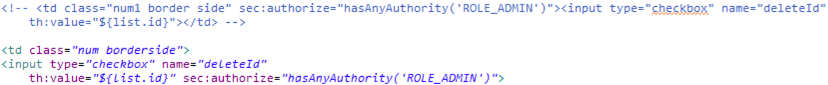 <!-- <td class="num1 border side" sec:authorize="hasAnyAuthority('ROLE_ADMIN')"><input type="checkbox" name="deleteId"
th:value="${list.id}"></td> -->
<td class="num borderside">
<input type="checkbox" name="deleteId"
th:value="${list.id}" sec:authorize="hasAnyAuthority('ROLE_ADMIN')">